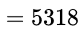 = 5318